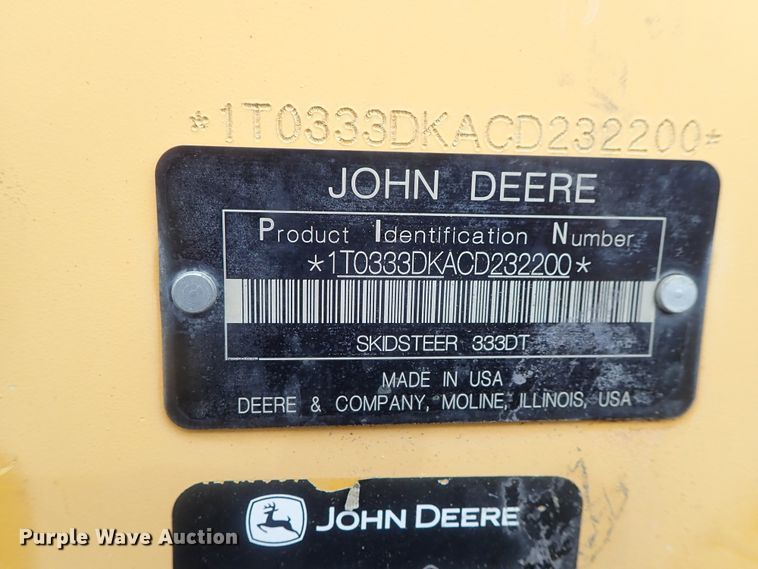 *1T0333DKACD232200*
JOHN DEERE
Product Identification Number
*1T0333DKACD232200*
SKIDSTEER 333DT
MADE IN USA
DEERE & COMPANY, MOLINE, ILLINOIS, USA
JOHN DEERE
Purple Wave Auction